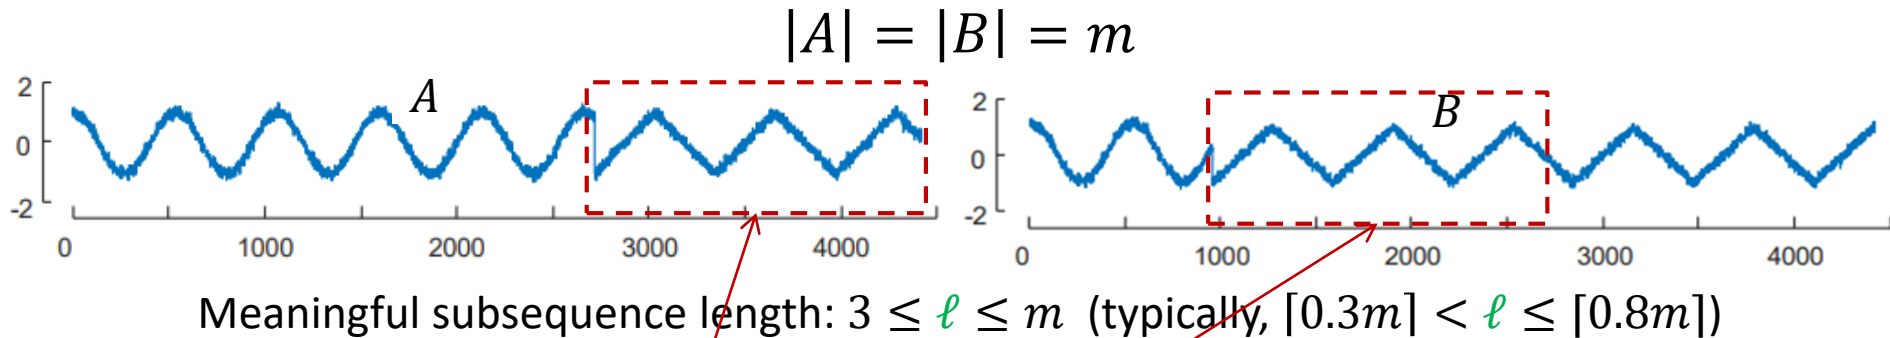 |A| = |B| = m
2 A 2 B
0 0
-2 -2
0 1000 2000 3000 4000 0 1000 2000 3000 4000
Meaningful subsequence length: 3 ≤ ℓ ≤ m (typically, ⌈0.3m⌉ < ℓ ≤ ⌈0.8m⌉)